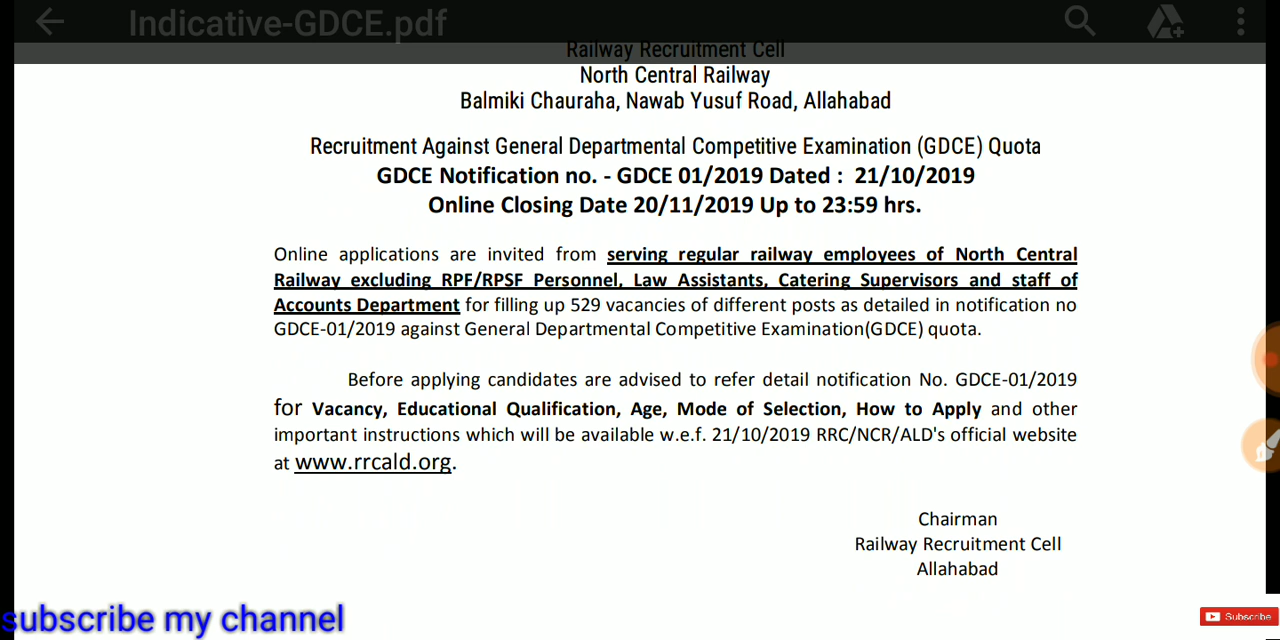 Indicative-GDCE.pdf
Railway Recruitment Cell
North Central Railway
Balmiki Chauraha, Nawab Yusuf Road, Allahabad
Recruitment Against General Departmental Competitive Examination (GDCE) Quota
GDCE Notification no. - GDCE 01/2019 Dated : 21/10/2019
Online Closing Date 20/11/2019 Up to 23:59 hrs.
Online applications are invited from serving regular railway employees of North Central
Railway excluding RPF/RPSF Personnel, Law Assistants, Catering Supervisors and staff of
Accounts Department for filling up 529 vacancies of different posts as detailed in notification no
GDCE-01/2019 against General Departmental Competitive Examination(GDCE) quota.
Before applying candidates are advised to refer detail notification No. GDCE-01/2019
for Vacancy, Educational Qualification, Age, Mode of Selection, How to Apply and other
important instructions which will be available w.e.f. 21/10/2019 RRC/NCR/ALD's official website
at www.rrcald.org.
Chairman
Railway Recruitment Cell
Allahabad
subscribe my channel
Subscribe